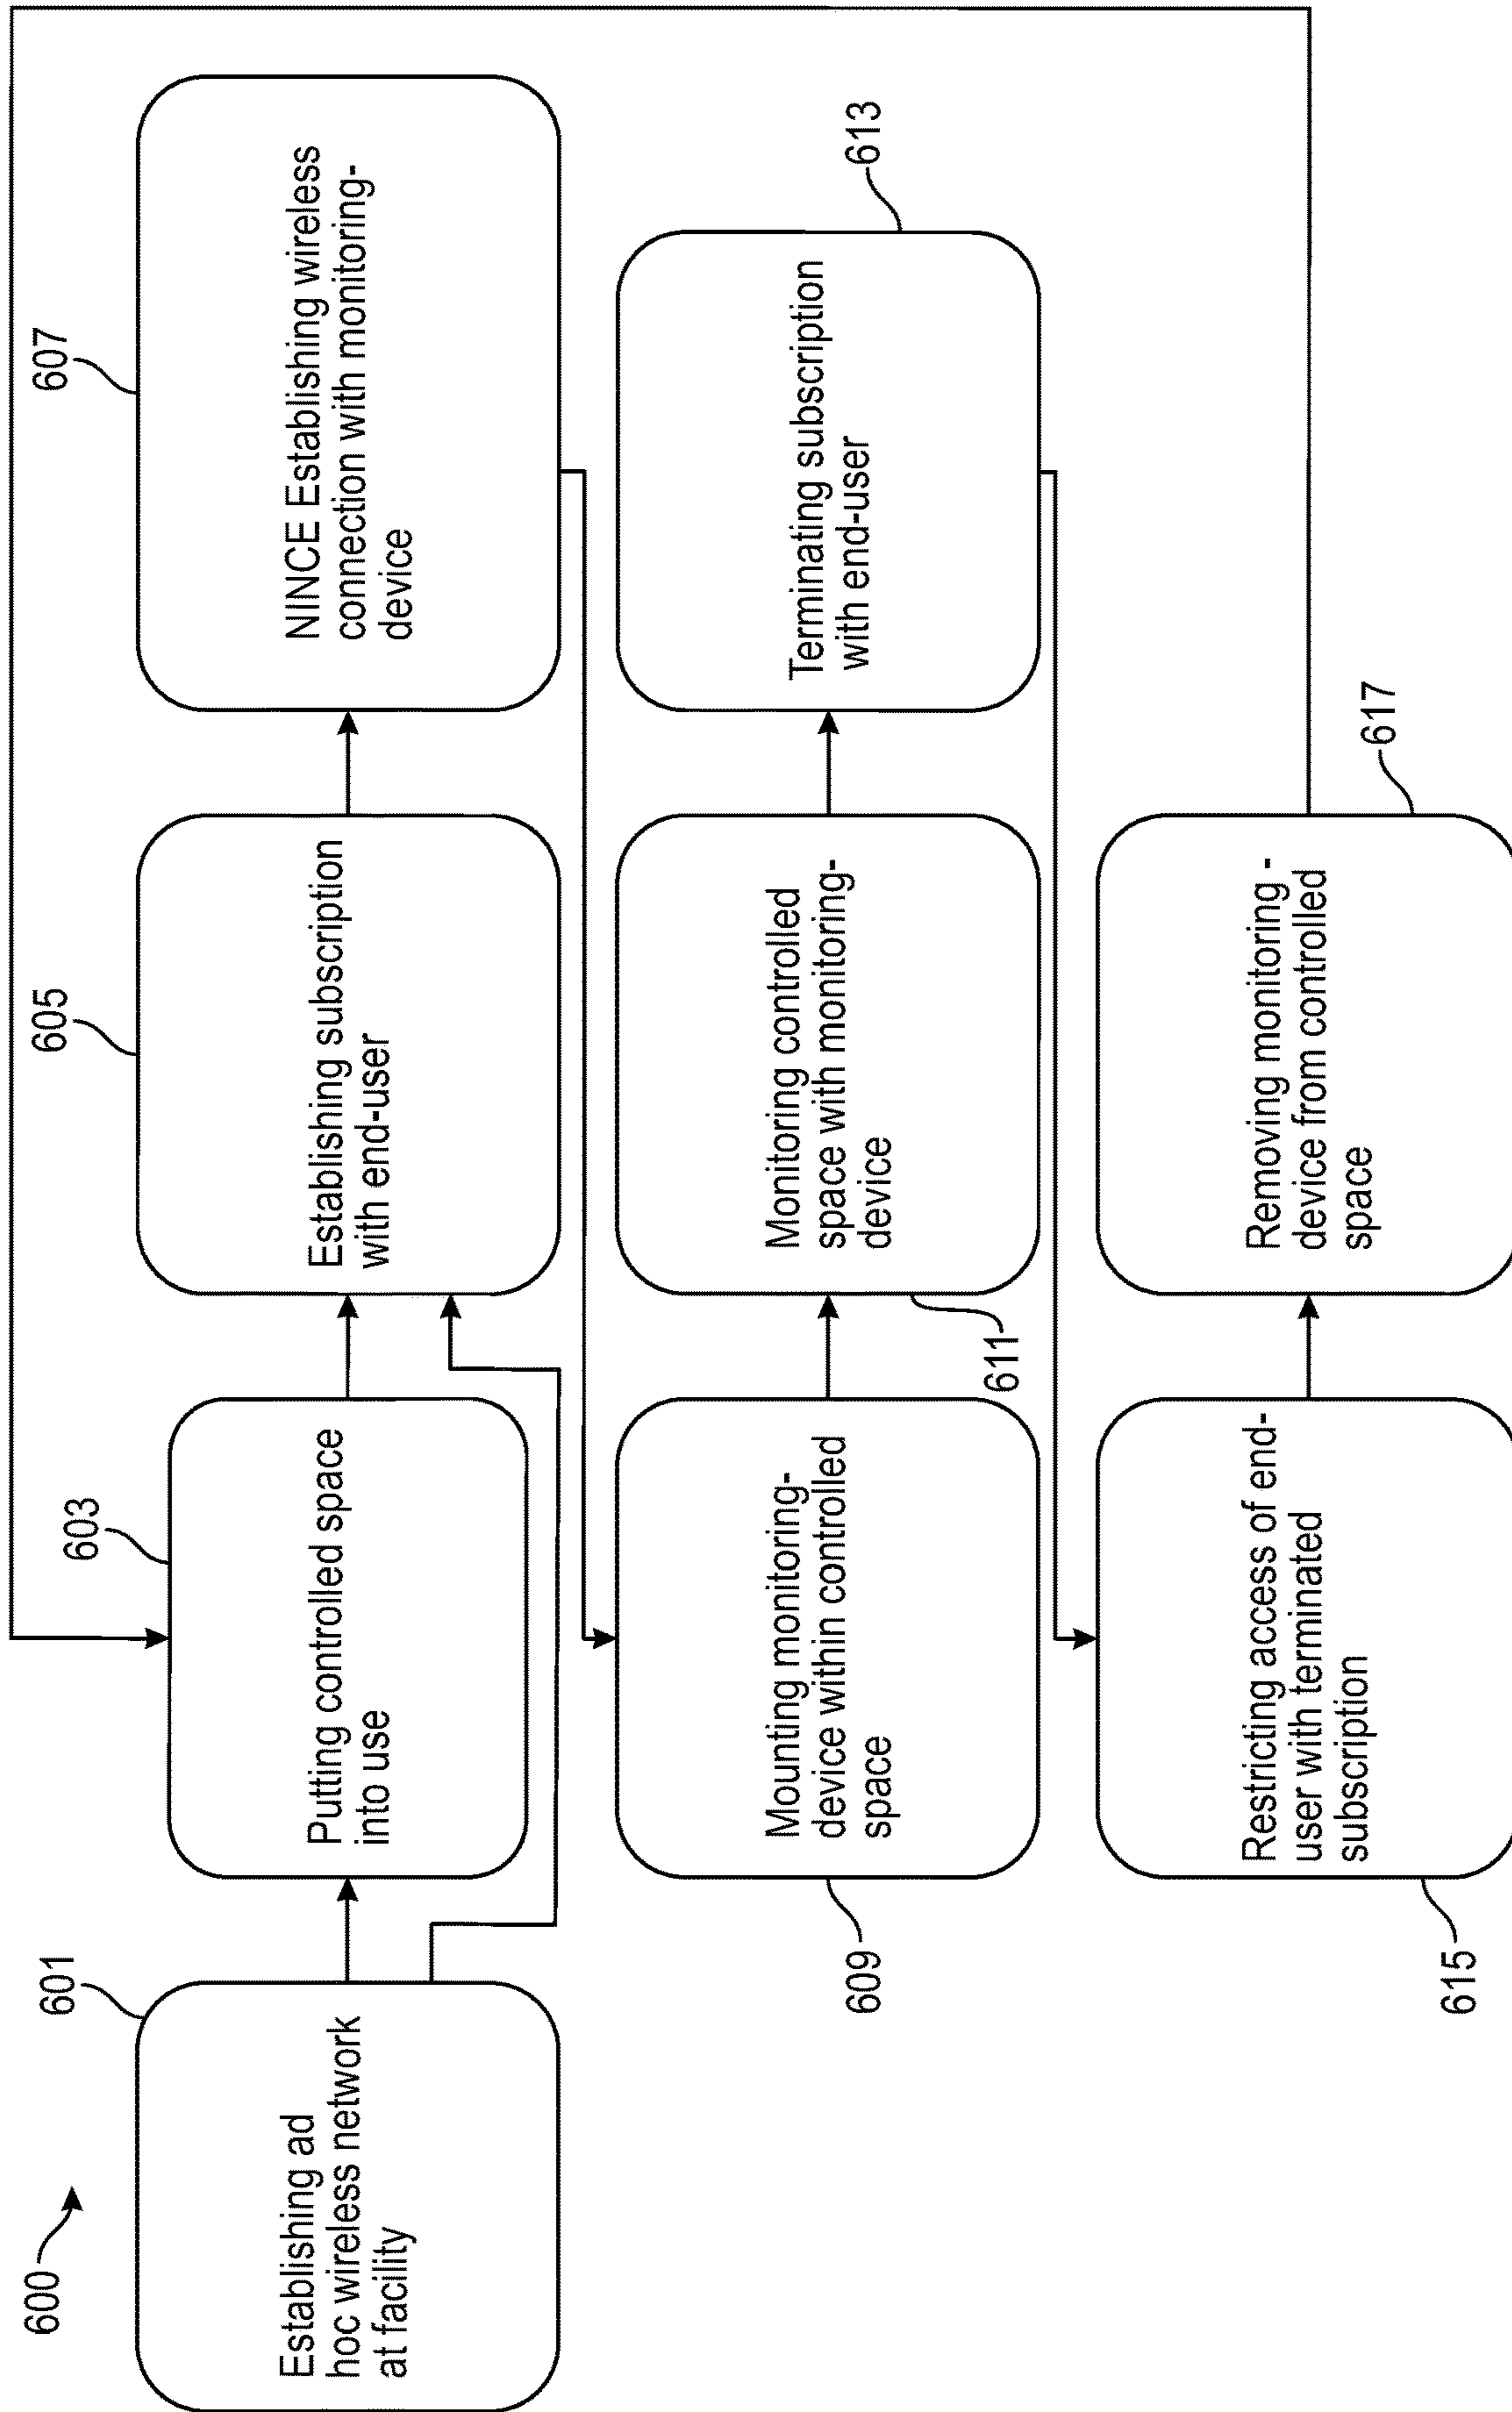 600
601
Establishing ad
hoc wireless network
at facility
603
Putting controlled space
into use
605
Establishing subscription
with end-user
607
NINCE Establishing wireless
connection with monitoring-
device
609
Mounting monitoring-
device within controlled
space
611
Monitoring controlled
space with monitoring-
device
613
Terminating subscription
with end-user
615
Restricting access of end-
user with terminated
subscription
617
Removing monitoring -
device from controlled
space